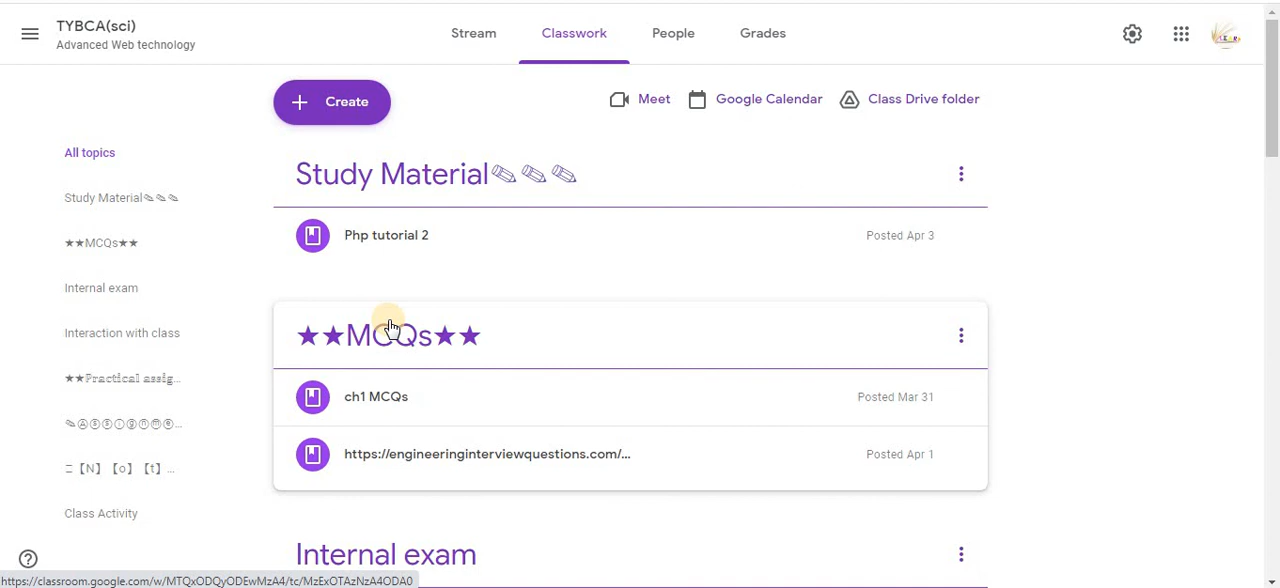 TYBCA(sci)
Advanced Web technology
Stream
Classwork
People
Grades
Create
Meet
Google Calendar
Class Drive folder
All topics
Study Material✎✎✎
★★MCQs★★
Internal exam
Interaction with class
★★ℙ𝕣𝕒𝕔𝕥𝕚𝕔𝕒𝕝 𝕒𝕤𝕤𝕚𝕘...
✎Ⓐⓢⓢⓘⓖⓝⓜⓔ...
ニ【N】【o】【t】...
Class Activity
Study Material✎✎✎
Php tutorial 2
Posted Apr 3
★★MCQs★★
ch1 MCQs
Posted Mar 31
https://engineeringinterviewquestions.com/...
Posted Apr 1
Internal exam
https://classroom.google.com/w/MTQxODQyODEwMzA4/tc/MzExOTAzNzA4ODA0